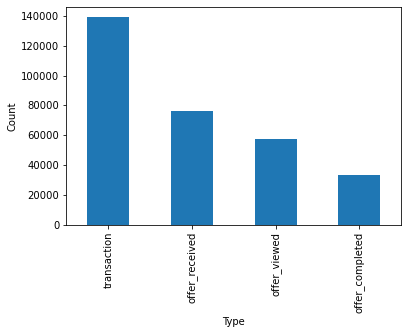 140000
120000
100000
80000
60000
40000
20000
0
Count
transaction
offer_received
offer_viewed
offer_completed
Type